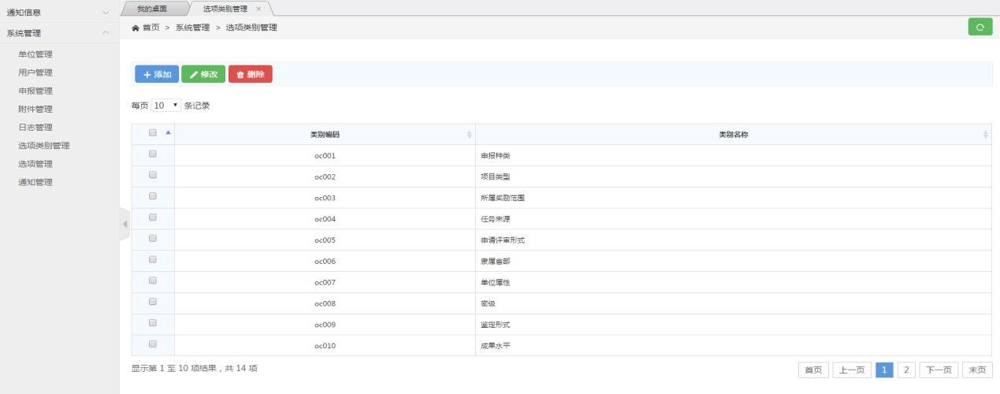 通知信息
系统管理
单位管理
用户管理
申报管理
附件管理
日志管理
选项类别管理
选项管理
通知管理
我的桌面 选项类别管理 ×
首页 > 系统管理 > 选项类别管理
添加 修改 删除
每页 10 条记录
类别编码 类别名称
oc001 申报种类
oc002 项目类型
oc003 所属奖励范围
oc004 任务来源
oc005 申请评审形式
oc006 隶属省部
oc007 单位属性
oc008 密级
oc009 鉴定形式
oc010 成果水平
显示第 1 至 10 项结果，共 14 项
首页 上一页 1 2 下一页 末页